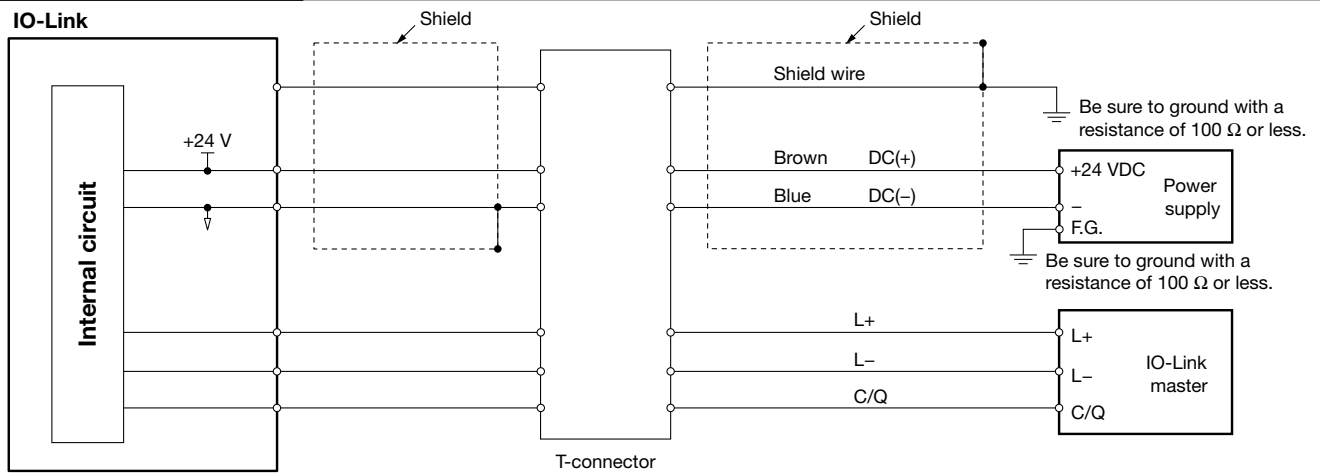 IO-Link
Shield
Shield
Shield wire
Be sure to ground with a
resistance of 100 Ω or less.
+24 V
Brown
DC(+)
+24 VDC
Blue
DC(−)
−
Power
supply
F.G.
Be sure to ground with a
resistance of 100 Ω or less.
Internal circuit
L+
L+
L−
L−
IO-Link
master
C/Q
C/Q
T-connector